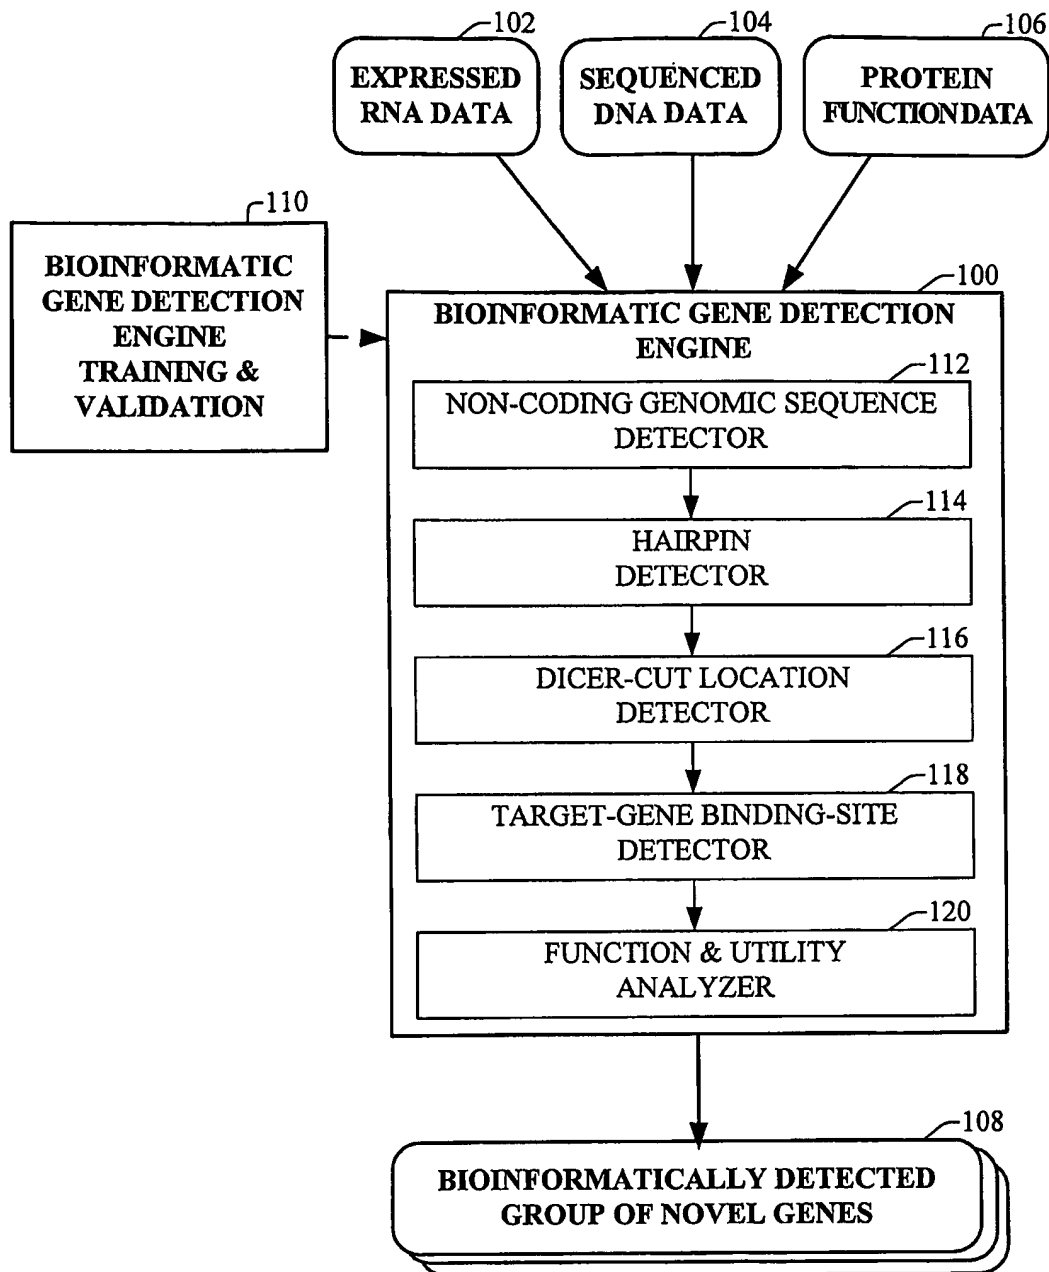 102
104
106
EXPRESSED
RNA DATA
SEQUENCED
DNA DATA
PROTEIN
FUNCTION DATA
110
BIOINFORMATIC
GENE DETECTION
ENGINE
TRAINING &
VALIDATION
100
BIOINFORMATIC GENE DETECTION
ENGINE
112
NON-CODING GENOMIC SEQUENCE
DETECTOR
114
HAIRPIN
DETECTOR
116
DICER-CUT LOCATION
DETECTOR
118
TARGET-GENE BINDING-SITE
DETECTOR
120
FUNCTION & UTILITY
ANALYZER
108
BIOINFORMATICALLY DETECTED
GROUP OF NOVEL GENES